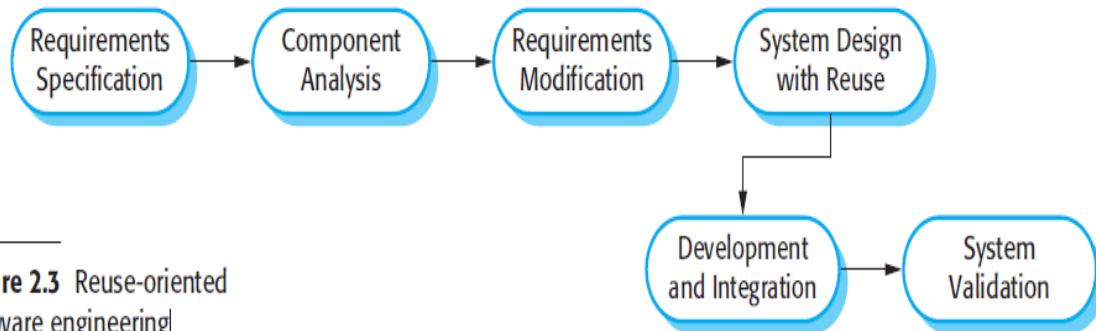 Requirements
Specification
Component
Analysis
Requirements
Modification
System Design
with Reuse
Development
and Integration
System
Validation
re 2.3 Reuse-oriented
ware engineering